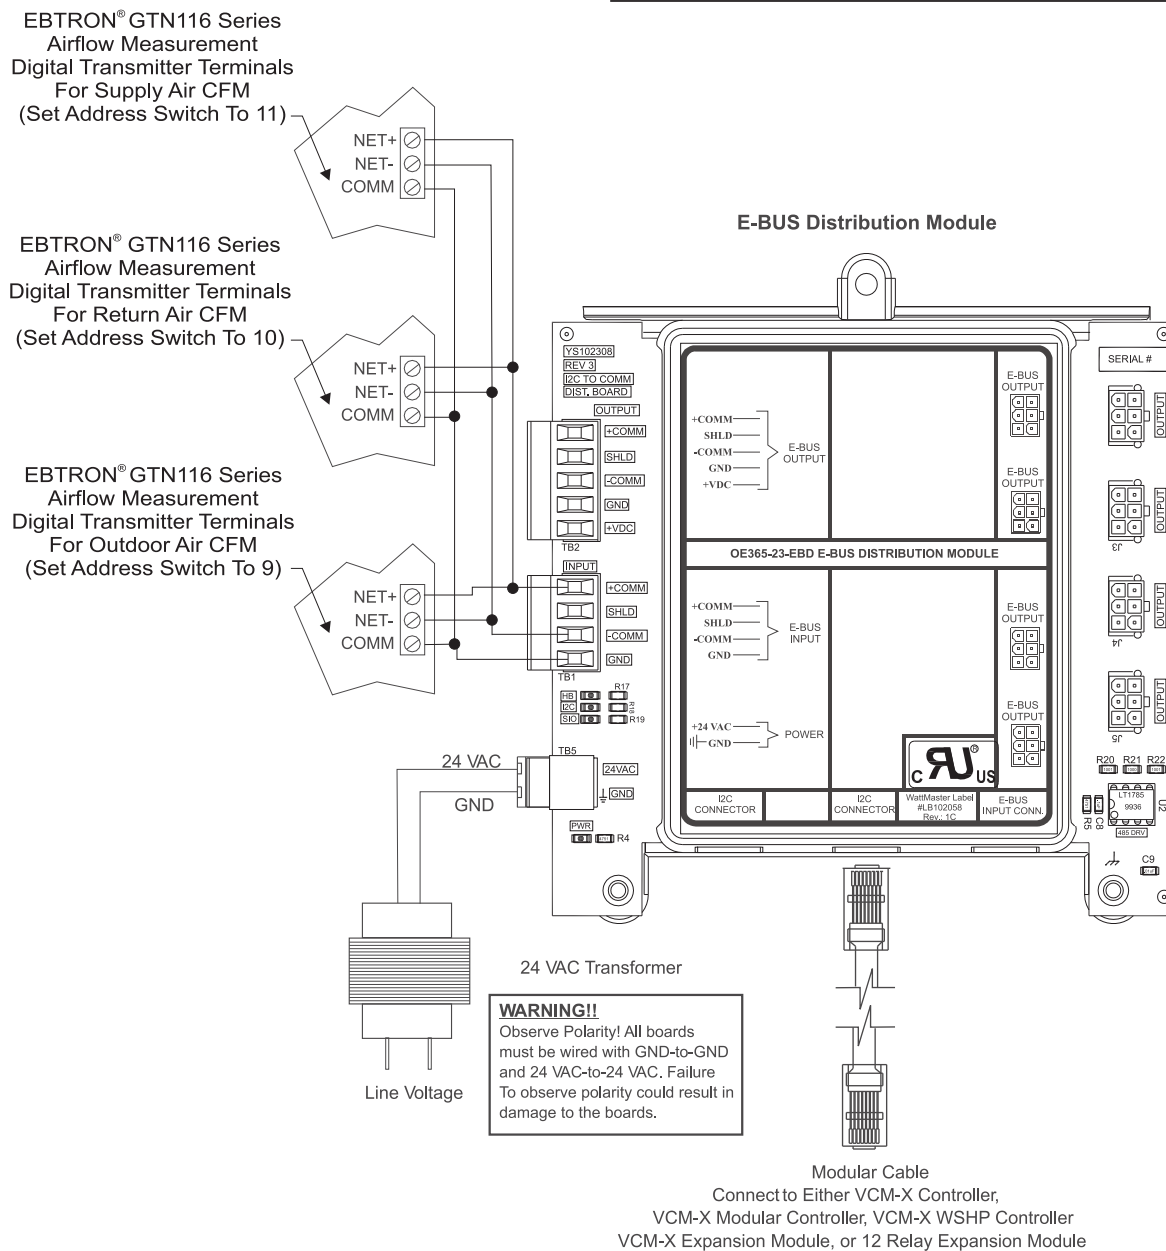 EBTRON® GTN116 Series
Airflow Measurement
Digital Transmitter Terminals
For Supply Air CFM
(Set Address Switch To 11)
NET+
NET-
COMM
EBTRON® GTN116 Series
Airflow Measurement
Digital Transmitter Terminals
For Return Air CFM
(Set Address Switch To 10)
NET+
NET-
COMM
EBTRON® GTN116 Series
Airflow Measurement
Digital Transmitter Terminals
For Outdoor Air CFM
(Set Address Switch To 9)
NET+
NET-
COMM
E-BUS Distribution Module
YS102308
REV 3
I2C TO COMM
DIST. BOARD
OUTPUT
+COMM
SHLD
-COMM
GND
+VDC
TB2
INPUT
+COMM
SHLD
-COMM
GND
TB1
HB
I2C
SIO
R17
R18
R19
TB5
24VAC
GND
PWR
R4
+COMM
SHLD
-COMM
GND
+VDC
E-BUS
OUTPUT
E-BUS
OUTPUT
E-BUS
OUTPUT
OE365-23-EBD E-BUS DISTRIBUTION MODULE
+COMM
SHLD
-COMM
GND
E-BUS
INPUT
+24 VAC
GND
POWER
E-BUS
OUTPUT
E-BUS
OUTPUT
C RU® US
I2C
CONNECTOR
I2C
CONNECTOR
WattMaster Label
#LB102058
Rev.: 1C
E-BUS
INPUT CONN.
SERIAL #
OUTPUT
OUTPUT
J3
OUTPUT
J4
OUTPUT
J5
R20
R21
R22
LT1785
9936
U2
R5
C8
485 DRV
C9
24 VAC
GND
Line Voltage
24 VAC Transformer
WARNING!!
Observe Polarity! All boards
must be wired with GND-to-GND
and 24 VAC-to-24 VAC. Failure
To observe polarity could result in
damage to the boards.
Modular Cable
Connect to Either VCM-X Controller,
VCM-X Modular Controller, VCM-X WSHP Controller
VCM-X Expansion Module, or 12 Relay Expansion Module